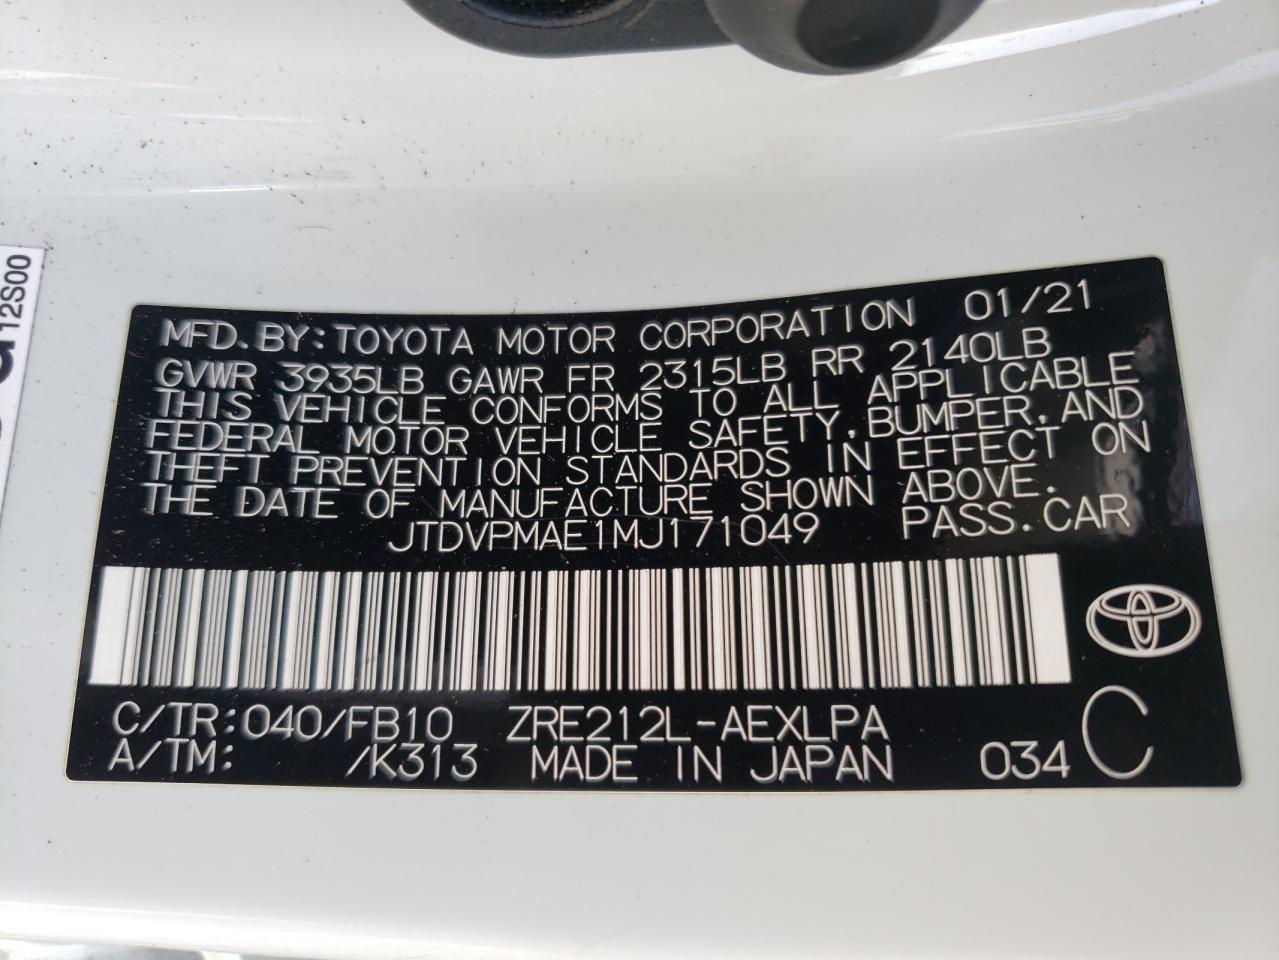 MFD. BY: TOYOTA MOTOR CORPORATION 01/21
GVWR 3935LB GAWR FR 2315LB RR 2140LB
THIS VEHICLE CONFORMS TO ALL APPLICABLE
FEDERAL MOTOR VEHICLE SAFETY, BUMPER, AND
THEFT PREVENTION STANDARDS IN EFFECT ON
THE DATE OF MANUFACTURE SHOWN ABOVE.
JTDVPMAE1MJ171049 PASS. CAR
C/TR: 040/FB10 ZRE212L-AEXLPA
A/TM: /K313 MADE IN JAPAN 034 C
12S00